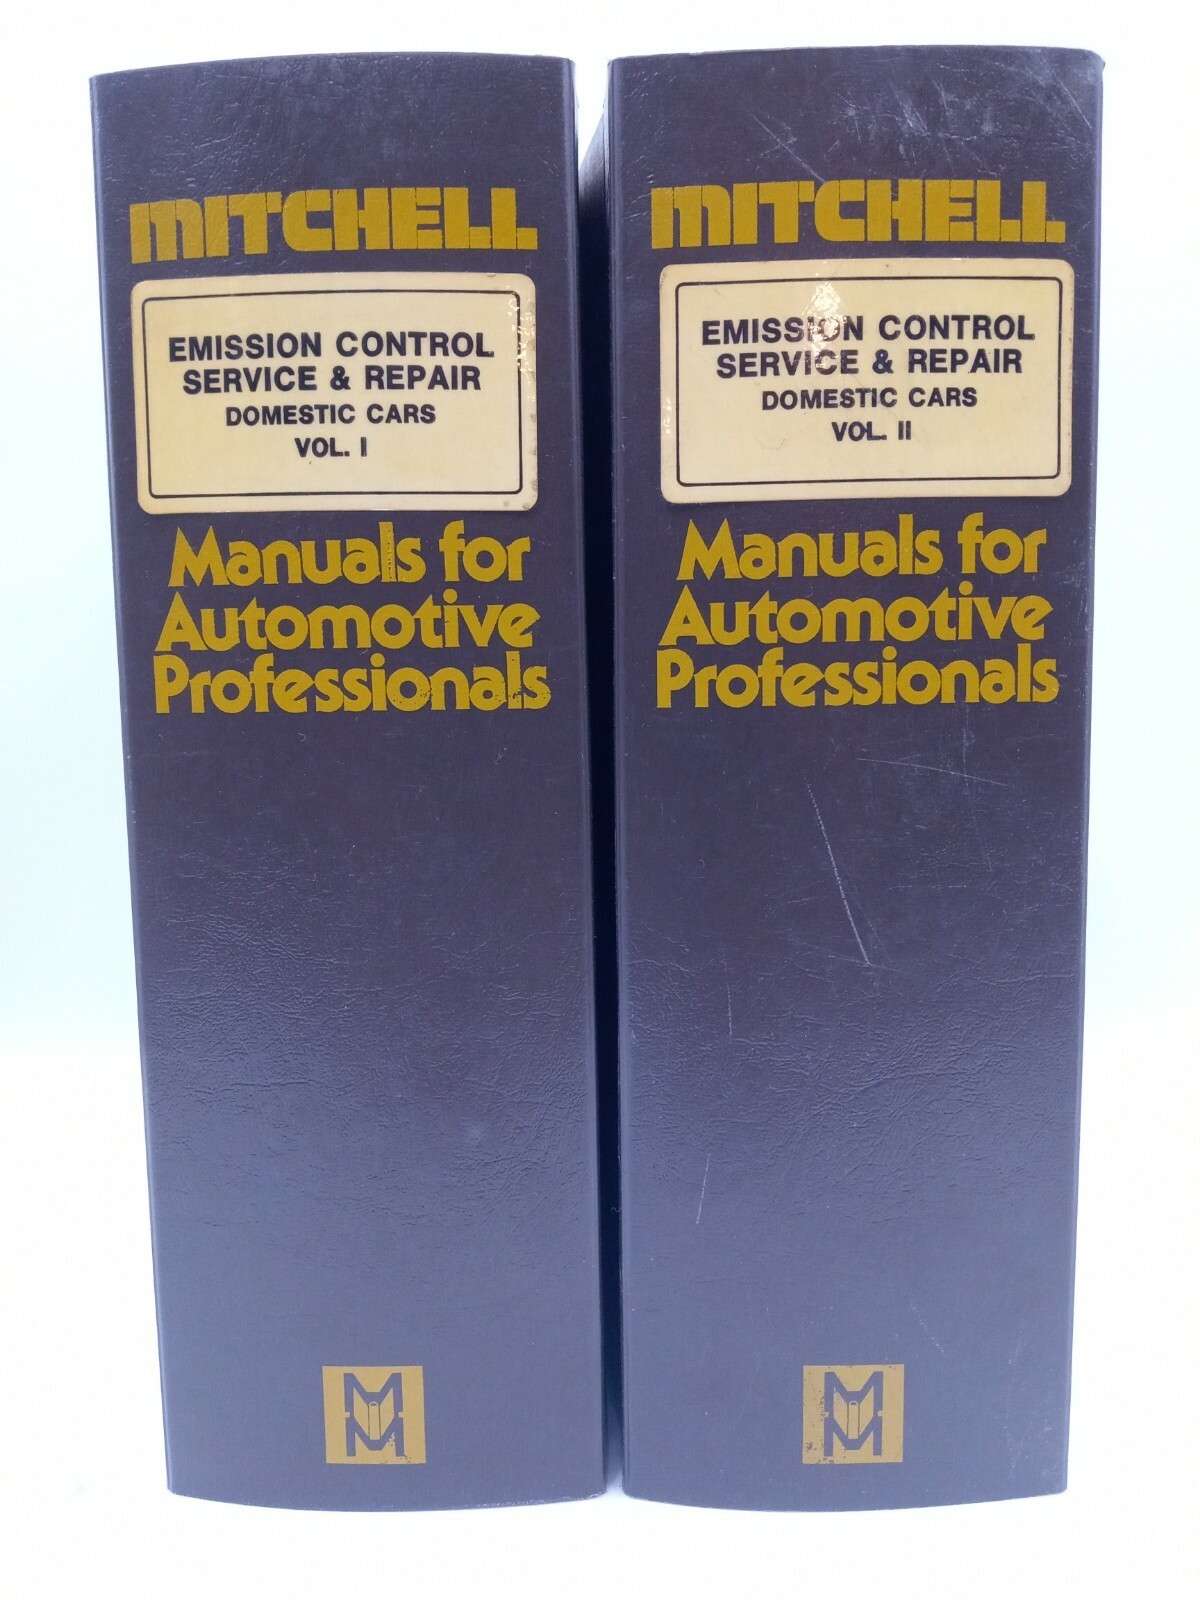 MITCHELL
EMISSION CONTROL
SERVICE & REPAIR
DOMESTIC CARS
VOL. I
Manuals for
Automotive
Professionals
M
M
MITCHELL
EMISSION CONTROL
SERVICE & REPAIR
DOMESTIC CARS
VOL. II
Manuals for
Automotive
Professionals
M
M